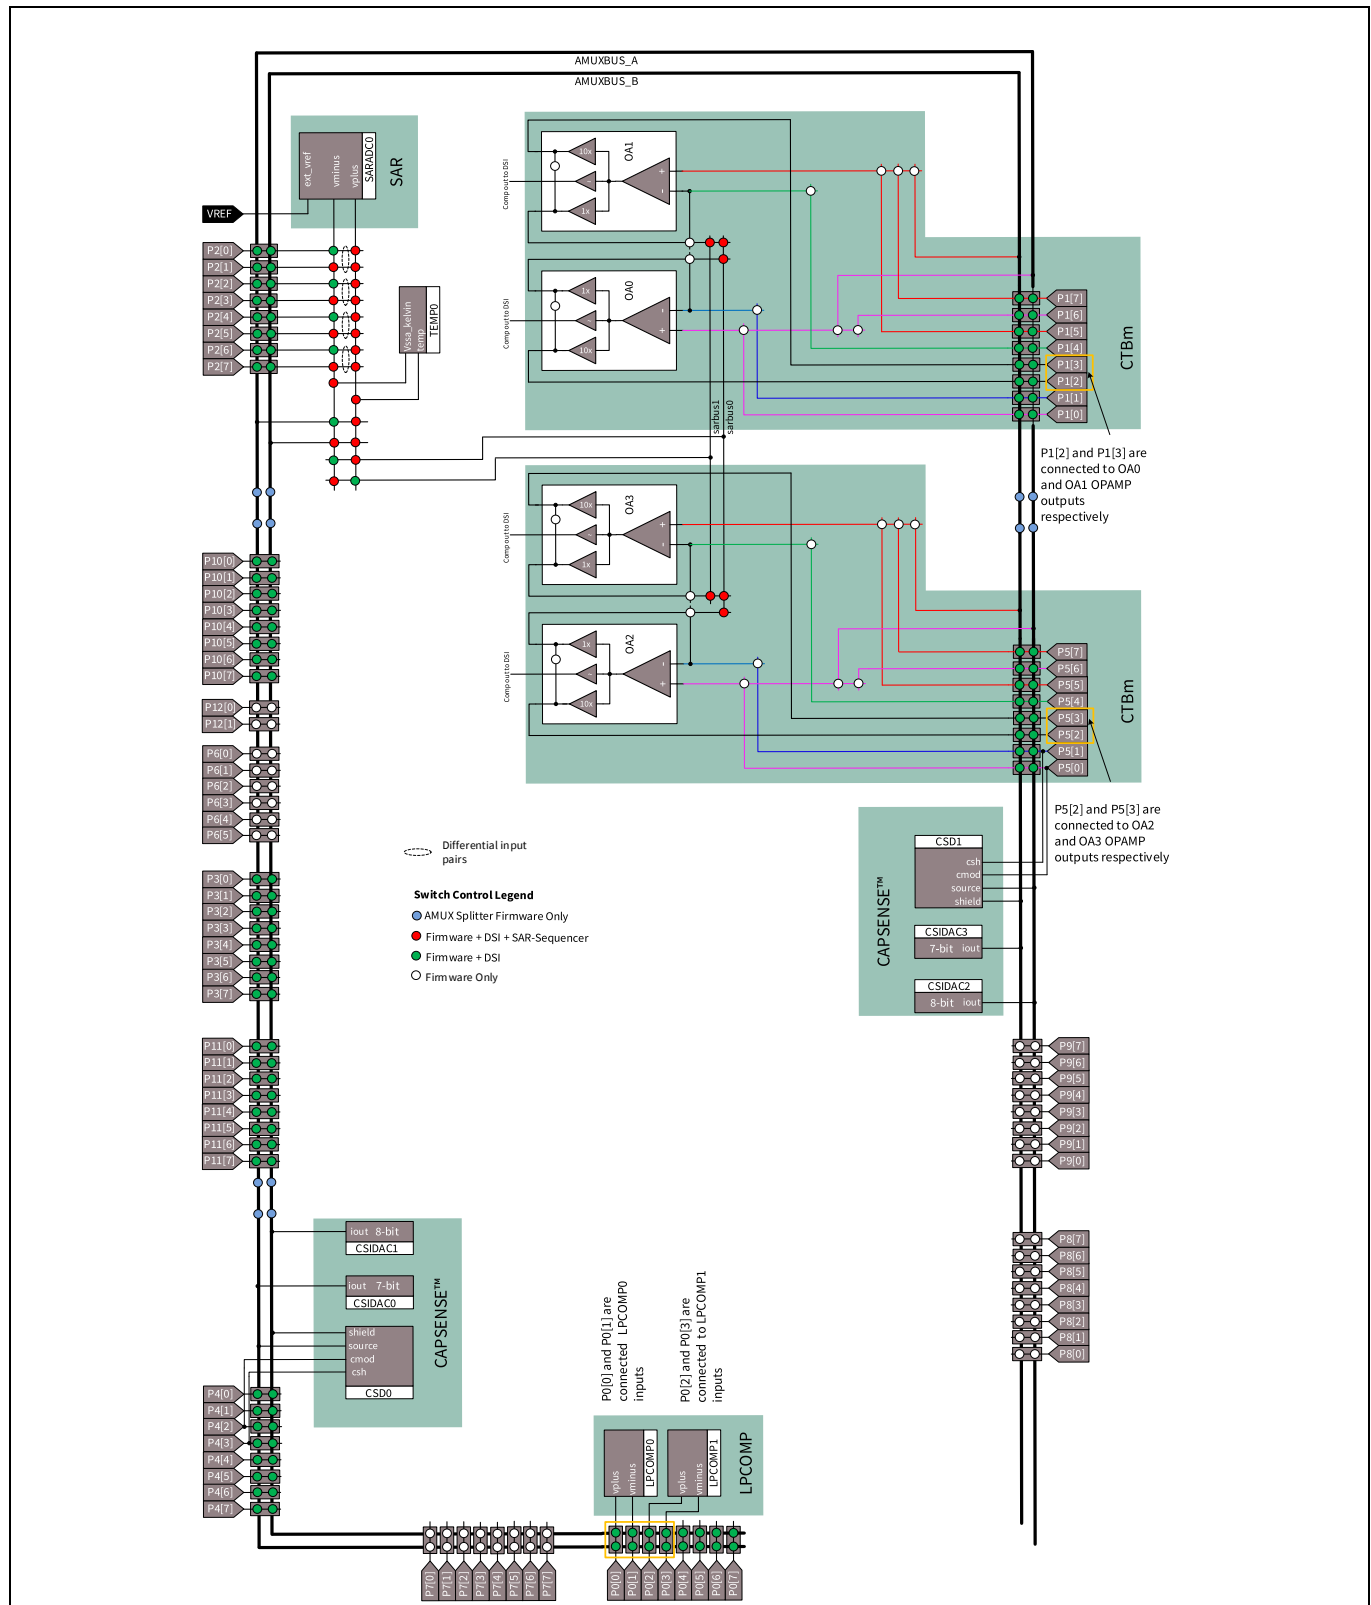 AMUXBUS_A
AMUXBUS_B
ext_vref
vminus
vplus
SARADC0
SAR
VREF
P2[0]
P2[1]
P2[2]
P2[3]
P2[4]
P2[5]
P2[6]
P2[7]
Vssa_kelvin
temp
TEMP0
Comp out to DSI
10x
~
1x
OA1
+
-
Comp out to DSI
1x
~
10x
OA0
-
+
sarbus1
sarbus0
CTBm
P1[7]
P1[6]
P1[5]
P1[4]
P1[3]
P1[2]
P1[1]
P1[0]
P1[2] and P1[3] are
connected to OA0
and OA1 OPAMP
outputs
respectively
Comp out to DSI
10x
~
1x
OA3
+
-
Comp out to DSI
1x
~
10x
OA2
-
+
CTBm
P5[7]
P5[6]
P5[5]
P5[4]
P5[3]
P5[2]
P5[1]
P5[0]
P5[2] and P5[3] are
connected to OA2
and OA3 OPAMP
outputs respectively
P10[0]
P10[1]
P10[2]
P10[3]
P10[4]
P10[5]
P10[6]
P10[7]
P12[0]
P12[1]
P6[0]
P6[1]
P6[2]
P6[3]
P6[4]
P6[5]
P3[0]
P3[1]
P3[2]
P3[3]
P3[4]
P3[5]
P3[6]
P3[7]
Differential input
pairs
Switch Control Legend
AMUX Splitter Firmware Only
Firmware + DSI + SAR-Sequencer
Firmware + DSI
Firmware Only
CAPSENSE™
CSD1
csh
cmod
source
shield
CSIDAC3
7-bit iout
CSIDAC2
8-bit iout
P11[0]
P11[1]
P11[2]
P11[3]
P11[4]
P11[5]
P11[6]
P11[7]
P9[7]
P9[6]
P9[5]
P9[4]
P9[3]
P9[2]
P9[1]
P9[0]
P8[7]
P8[6]
P8[5]
P8[4]
P8[3]
P8[2]
P8[1]
P8[0]
iout 8-bit
CSIDAC1
iout 7-bit
CSIDAC0
shield
source
cmod
csh
CSD0
CAPSENSE™
P4[0]
P4[1]
P4[2]
P4[3]
P4[4]
P4[5]
P4[6]
P4[7]
P0[0] and P0[1] are
connected LPCOMP0
inputs
P0[2] and P0[3] are
connected to LPCOMP1
inputs
vplus
vminus
LPCOMP0
vplus
vminus
LPCOMP1
LPCOMP
P7[0]
P7[1]
P7[2]
P7[3]
P7[4]
P7[5]
P7[6]
P7[7]
P0[0]
P0[1]
P0[2]
P0[3]
P0[4]
P0[5]
P0[6]
P0[7]